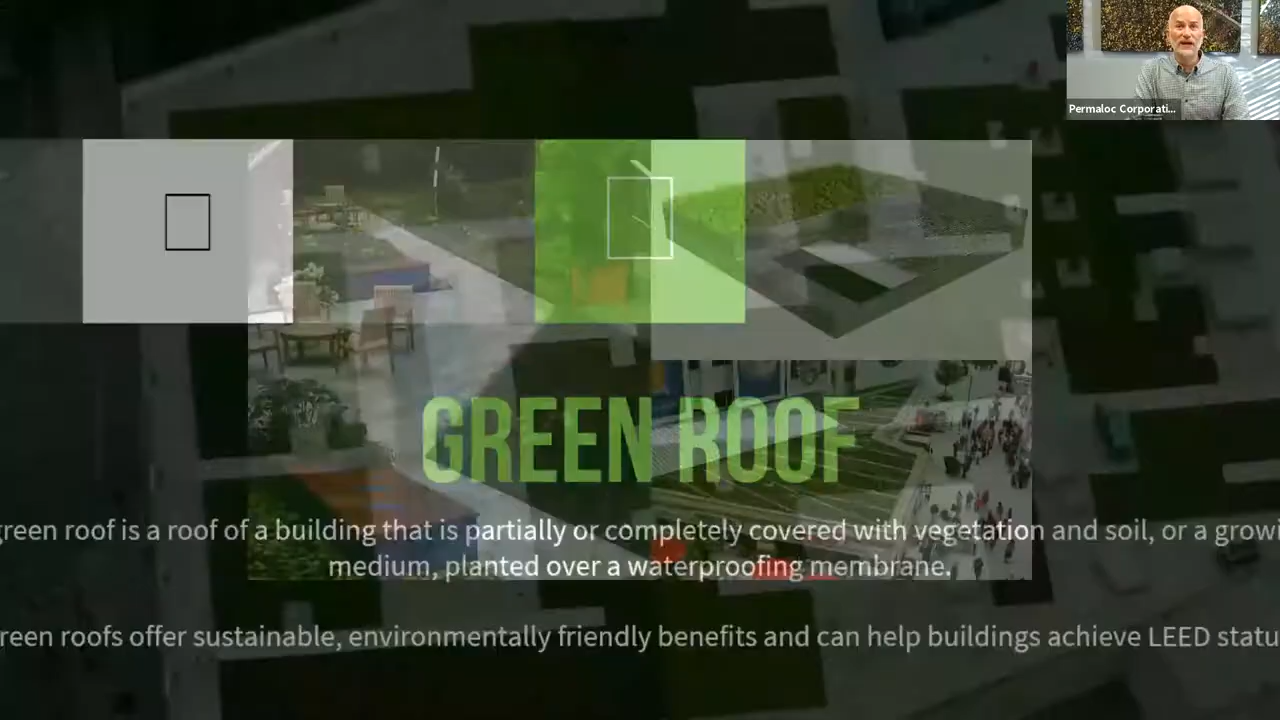 Permaloc Corporati...
GREEN ROOF
green roof is a roof of a building that is partially or completely covered with vegetation and soil, or a growi
medium, planted over a waterproofing membrane.
reen roofs offer sustainable, environmentally friendly benefits and can help buildings achieve LEED statu